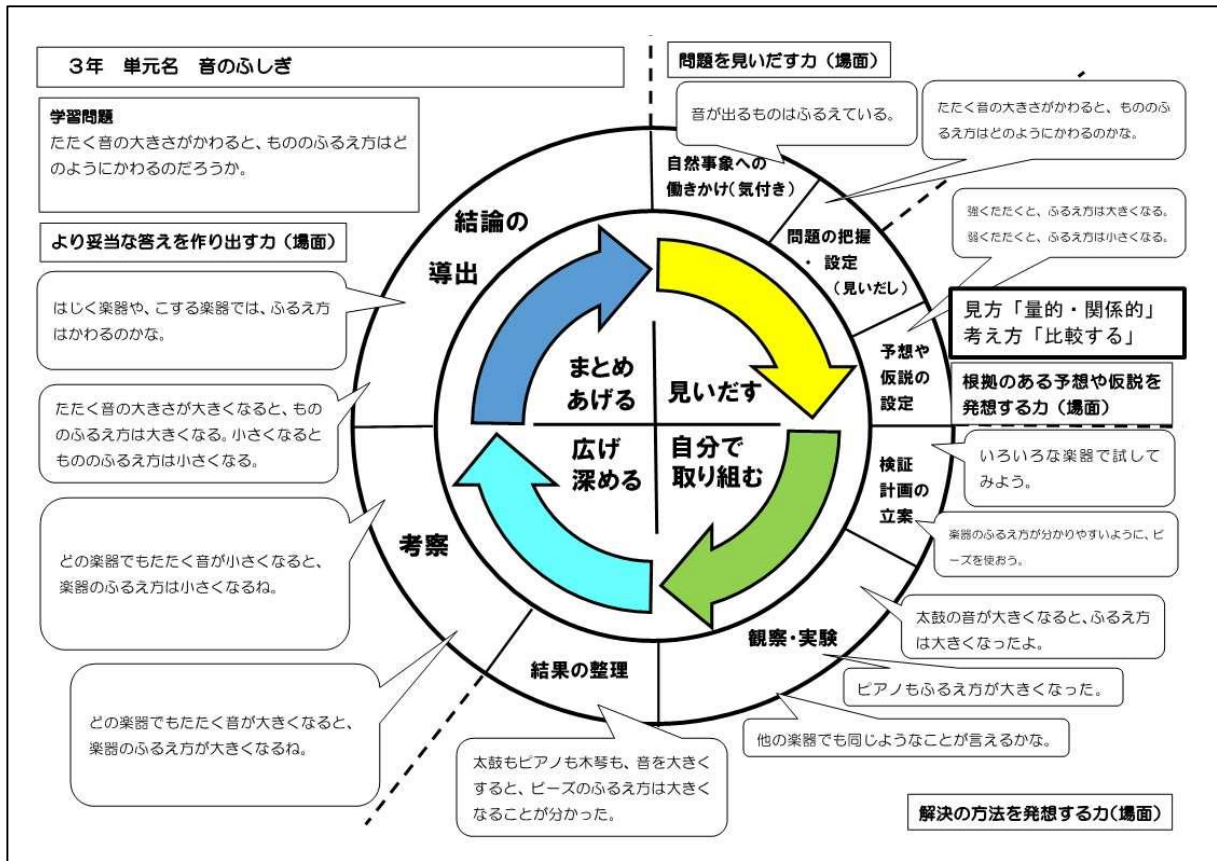 3年　単元名　音のふしぎ
学習問題
たたく音の大きさがかわると、もののふるえ方はど
のようにかわるのだろうか。
問題を見いだす力（場面）
音が出るものはふるえている。
たたく音の大きさがかわると、もののふ
るえ方はどのようにかわるのかな。
自然事象への
働きかけ（気付き）
問題の把握
・ 設定
（見いだし）
強くたたくと、ふるえ方は大きくなる。
弱くたたくと、ふるえ方は小さくなる。
見方「量的・関係的」
考え方「比較する」
予想や
仮説の
設定
根拠のある予想や仮説を
発想する力（場面）
検証
計画の
立案
いろいろな楽器で試して
みよう。
楽器のふるえ方が分かりやすいように、ビ
ーズを使おう。
観察・実験
太鼓の音が大きくなると、ふるえ方
は大きくなったよ。
ピアノもふるえ方が大きくなった。
他の楽器でも同じようなことが言えるかな。
解決の方法を発想する力（場面）
結果の整理
太鼓もピアノも木琴も、音を大きく
すると、ビーズのふるえ方は大きく
なることが分かった。
考察
どの楽器でもたたく音が大きくなると、
楽器のふるえ方が大きくなるね。
どの楽器でもたたく音が小さくなると、
楽器のふるえ方は小さくなるね。
結論の
導出
より妥当な答えを作り出す力（場面）
たたく音の大きさが大きくなると、もの
のふるえ方は大きくなる。小さくなると
もののふるえ方は小さくなる。
はじく楽器や、こする楽器では、ふるえ方
はかわるのかな。
見いだす
自分で
取り組む
広げ
深める
まとめ
あげる